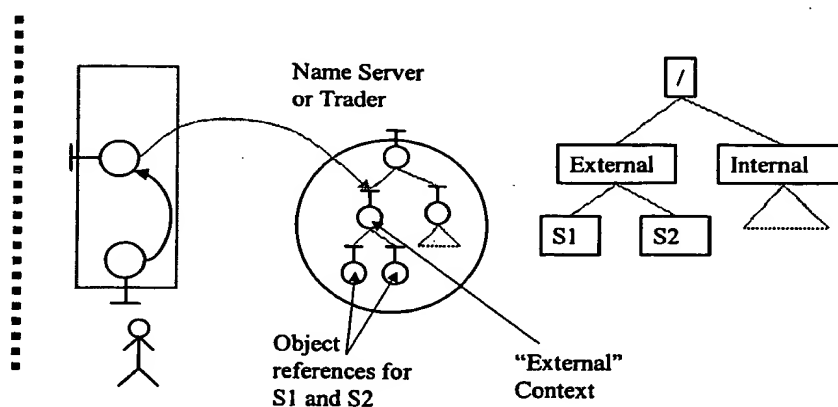 Name Server
or Trader
/
External
Internal
S1
S2
Object
references for
S1 and S2
"External"
Context